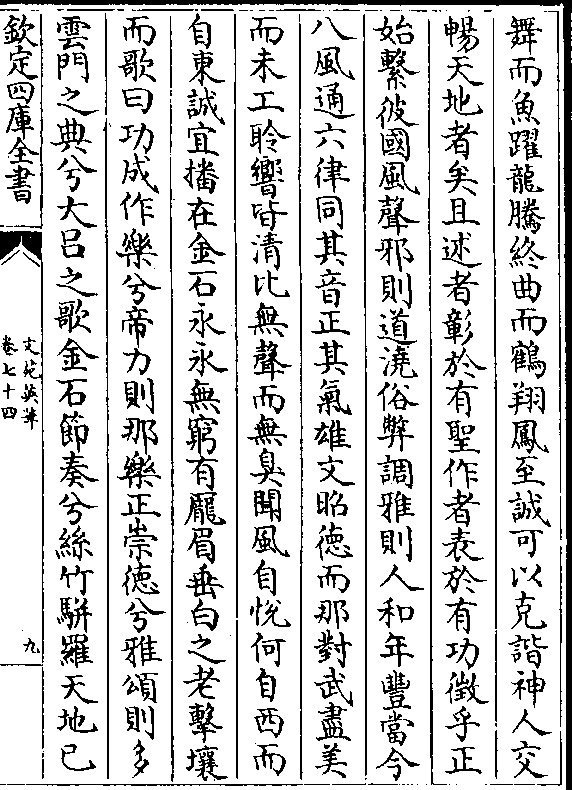 舞而魚躍龍騰終曲而鶴翔鳳至誠可以克諧神人交
暢天地者矣且述者彰於有聖作者表於有功徵乎正
始繫彼國風聲邪則道澆俗弊調雅則人和年豐當今
八風通六律同其音正其氣雄文昭徳而那對武盡美
而未工聆響皆清比無聲而無臭聞風自悅何自西而
自東誠宜播在金石永永無窮有龎眉垂白之老擊壤
而歌曰功成作樂兮帝力則那樂正崇徳兮雅頌則多
雲門之典兮大吕之歌金石節奏兮絲竹駢羅天地已
欽定四庫全書
文苑英華
卷七十四
九